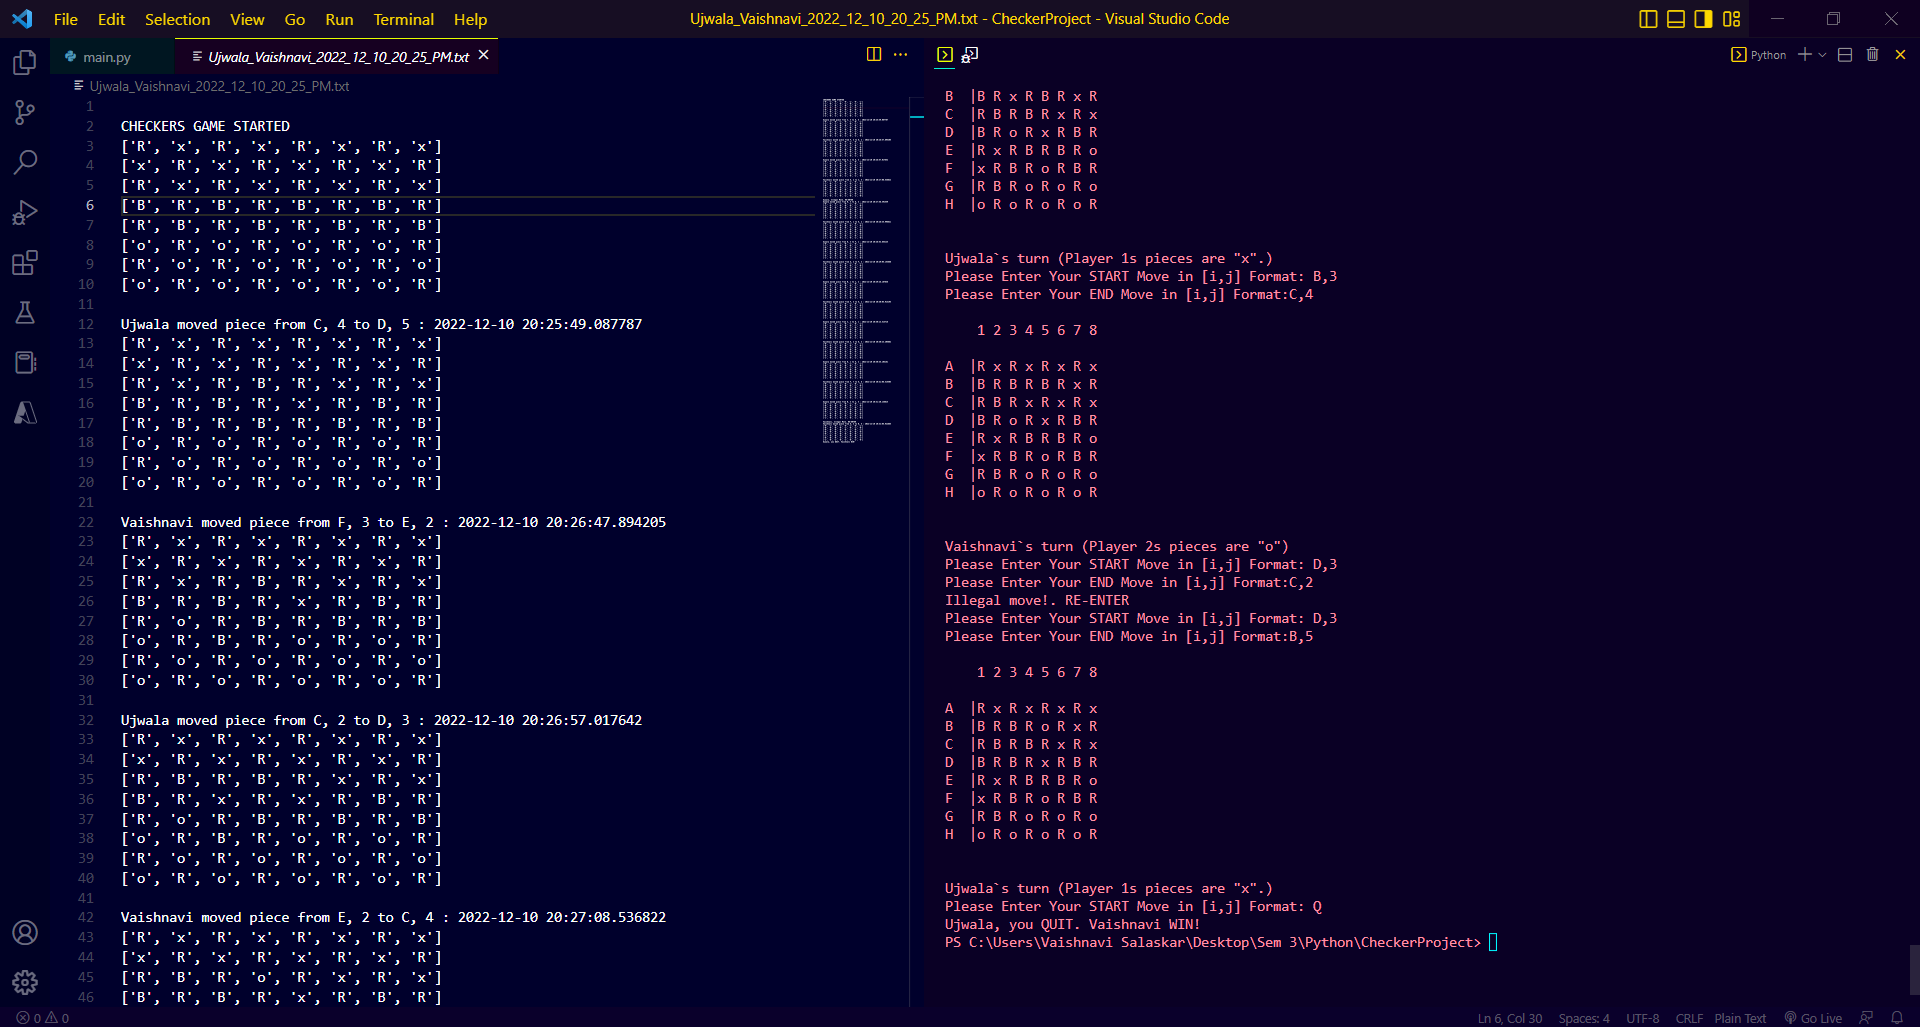 File Edit Selection View Go Run Terminal Help
Ujwala_Vaishnavi_2022_12_10_20_25_PM.txt - CheckerProject - Visual Studio Code
main.py
Ujwala_Vaishnavi_2022_12_10_20_25_PM.txt
Ujwala_Vaishnavi_2022_12_10_20_25_PM.txt
1
2 CHECKERS GAME STARTED
3 ['R', 'x', 'R', 'x', 'R', 'x', 'R', 'x']
4 ['x', 'R', 'x', 'R', 'x', 'R', 'x', 'R']
5 ['R', 'x', 'R', 'x', 'R', 'x', 'R', 'x']
6 ['B', 'R', 'B', 'R', 'B', 'R', 'B', 'R']
7 ['R', 'B', 'R', 'B', 'R', 'B', 'R', 'B']
8 ['o', 'R', 'o', 'R', 'o', 'R', 'o', 'R']
9 ['R', 'o', 'R', 'o', 'R', 'o', 'R', 'o']
10 ['o', 'R', 'o', 'R', 'o', 'R', 'o', 'R']
11
12 Ujwala moved piece from C, 4 to D, 5 : 2022-12-10 20:25:49.087787
13 ['R', 'x', 'R', 'x', 'R', 'x', 'R', 'x']
14 ['x', 'R', 'x', 'R', 'x', 'R', 'x', 'R']
15 ['R', 'x', 'R', 'B', 'R', 'x', 'R', 'x']
16 ['B', 'R', 'B', 'R', 'x', 'R', 'B', 'R']
17 ['R', 'B', 'R', 'B', 'R', 'B', 'R', 'B']
18 ['o', 'R', 'o', 'R', 'o', 'R', 'o', 'R']
19 ['R', 'o', 'R', 'o', 'R', 'o', 'R', 'o']
20 ['o', 'R', 'o', 'R', 'o', 'R', 'o', 'R']
21
22 Vaishnavi moved piece from F, 3 to E, 2 : 2022-12-10 20:26:47.894205
23 ['R', 'x', 'R', 'x', 'R', 'x', 'R', 'x']
24 ['x', 'R', 'x', 'R', 'x', 'R', 'x', 'R']
25 ['R', 'x', 'R', 'B', 'R', 'x', 'R', 'x']
26 ['B', 'R', 'B', 'R', 'x', 'R', 'B', 'R']
27 ['R', 'o', 'R', 'B', 'R', 'B', 'R', 'B']
28 ['o', 'R', 'B', 'R', 'o', 'R', 'o', 'R']
29 ['R', 'o', 'R', 'o', 'R', 'o', 'R', 'o']
30 ['o', 'R', 'o', 'R', 'o', 'R', 'o', 'R']
31
32 Ujwala moved piece from C, 2 to D, 3 : 2022-12-10 20:26:57.017642
33 ['R', 'x', 'R', 'x', 'R', 'x', 'R', 'x']
34 ['x', 'R', 'x', 'R', 'x', 'R', 'x', 'R']
35 ['R', 'B', 'R', 'B', 'R', 'x', 'R', 'x']
36 ['B', 'R', 'x', 'R', 'x', 'R', 'B', 'R']
37 ['R', 'o', 'R', 'B', 'R', 'B', 'R', 'B']
38 ['o', 'R', 'B', 'R', 'o', 'R', 'o', 'R']
39 ['R', 'o', 'R', 'o', 'R', 'o', 'R', 'o']
40 ['o', 'R', 'o', 'R', 'o', 'R', 'o', 'R']
41
42 Vaishnavi moved piece from E, 2 to C, 4 : 2022-12-10 20:27:08.536822
43 ['R', 'x', 'R', 'x', 'R', 'x', 'R', 'x']
44 ['x', 'R', 'x', 'R', 'x', 'R', 'x', 'R']
45 ['R', 'B', 'R', 'o', 'R', 'x', 'R', 'x']
46 ['B', 'R', 'B', 'R', 'x', 'R', 'B', 'R']
Python
B |B R x R B R x R
C |R B R B R x R x
D |B R o R x R B R
E |R x R B R B R o
F |x R B R o R B R
G |R B R o R o R o
H |o R o R o R o R
Ujwala`s turn (Player 1s pieces are "x".)
Please Enter Your START Move in [i,j] Format: B,3
Please Enter Your END Move in [i,j] Format:C,4
1 2 3 4 5 6 7 8
A |R x R x R x R x
B |B R B R B R x R
C |R B R x R x R x
D |B R o R x R B R
E |R x R B R B R o
F |x R B R o R B R
G |R B R o R o R o
H |o R o R o R o R
Vaishnavi`s turn (Player 2s pieces are "o")
Please Enter Your START Move in [i,j] Format: D,3
Please Enter Your END Move in [i,j] Format:C,2
Illegal move!. RE-ENTER
Please Enter Your START Move in [i,j] Format: D,3
Please Enter Your END Move in [i,j] Format:B,5
1 2 3 4 5 6 7 8
A |R x R x R x R x
B |B R B R o R x R
C |R B R B R x R x
D |B R B R x R B R
E |R x R B R B R o
F |x R B R o R B R
G |R B R o R o R o
H |o R o R o R o R
Ujwala`s turn (Player 1s pieces are "x".)
Please Enter Your START Move in [i,j] Format: Q
Ujwala, you QUIT. Vaishnavi WIN!
PS C:\Users\Vaishnavi Salaskar\Desktop\Sem 3\Python\CheckerProject>
0 0
Ln 6, Col 30 Spaces: 4 UTF-8 CRLF Plain Text Go Live